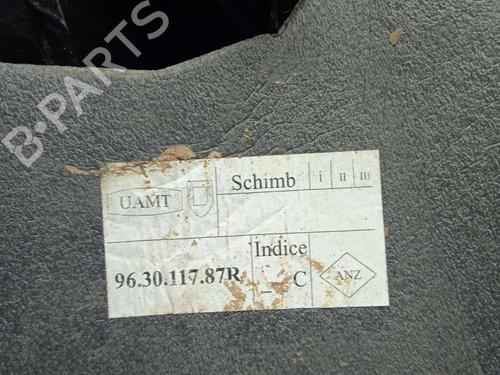 B-PARTS
UAMT
Schimb I II III
96.30.117.87R
Indice
_ C
ANZ